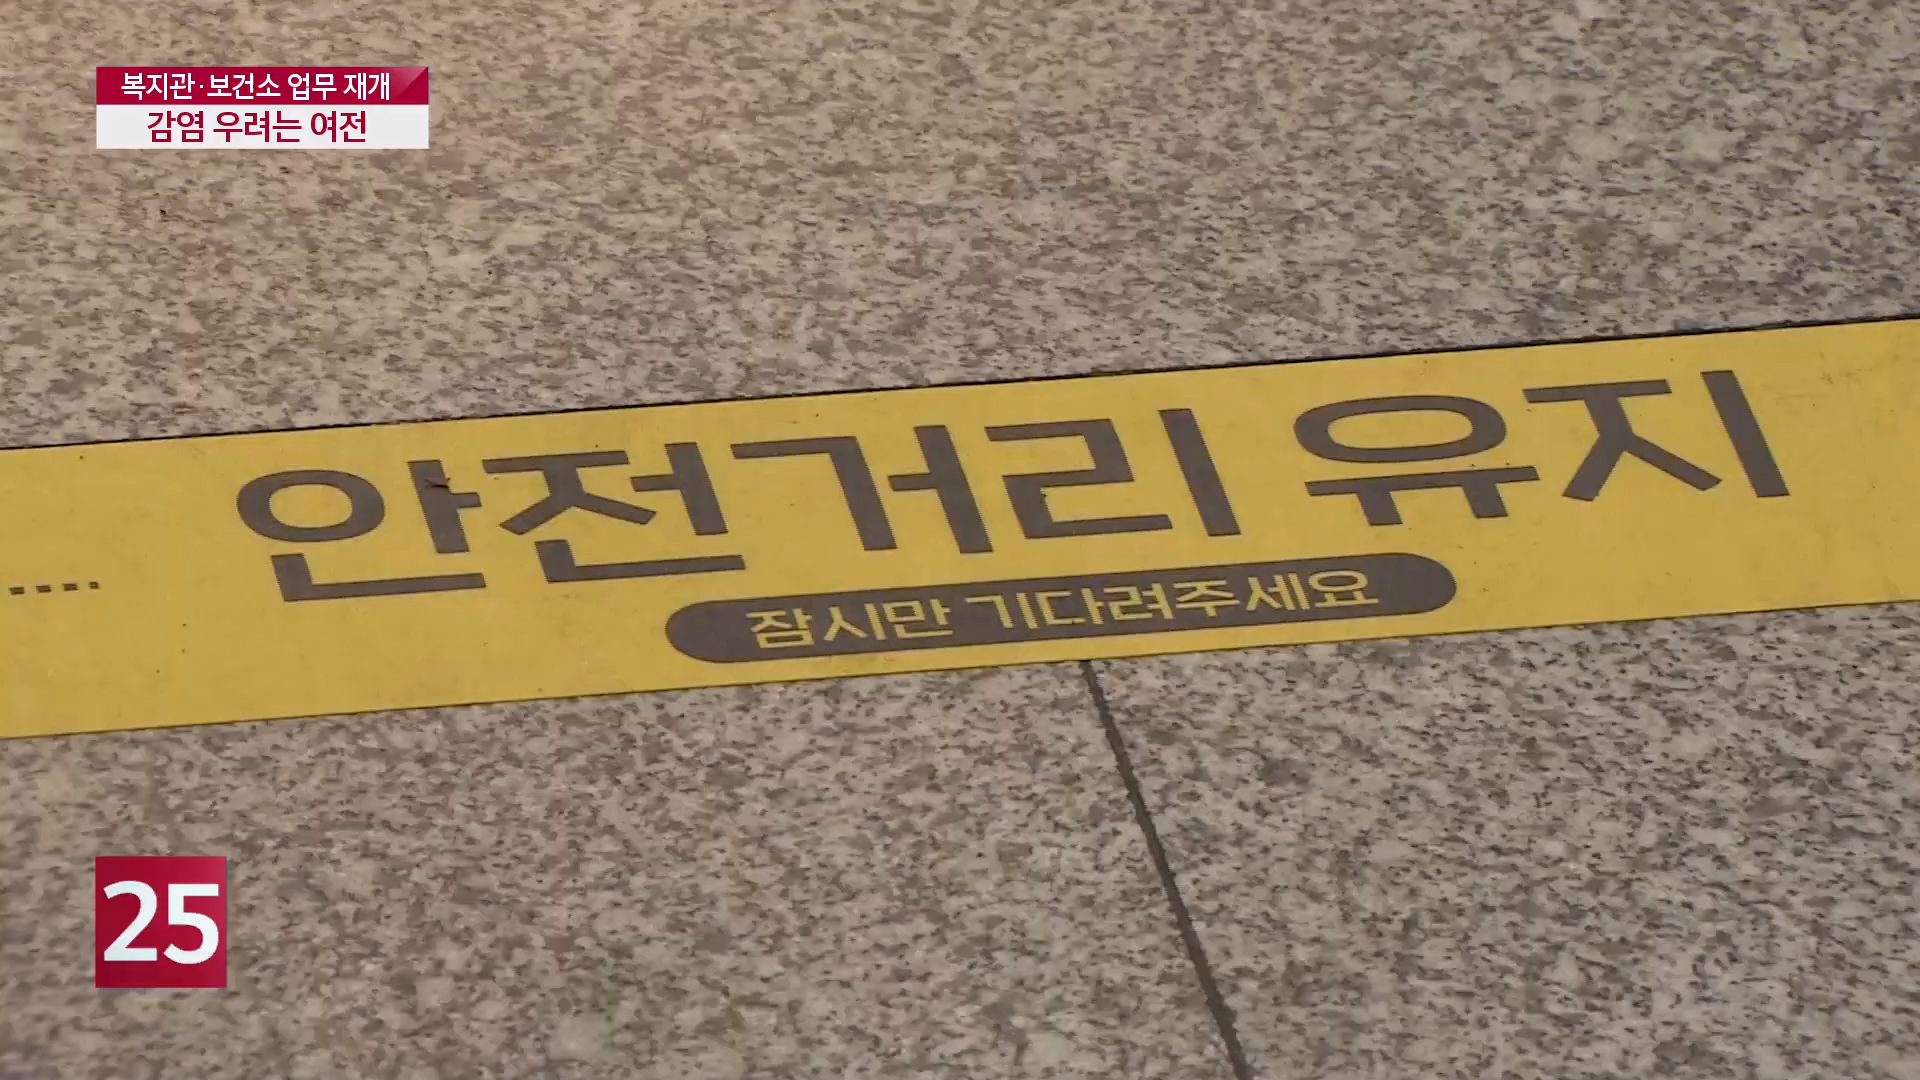 복지관·보건소 업무 재개
감염 우려는 여전
안전거리 유지
잠시만 기다려주세요
25